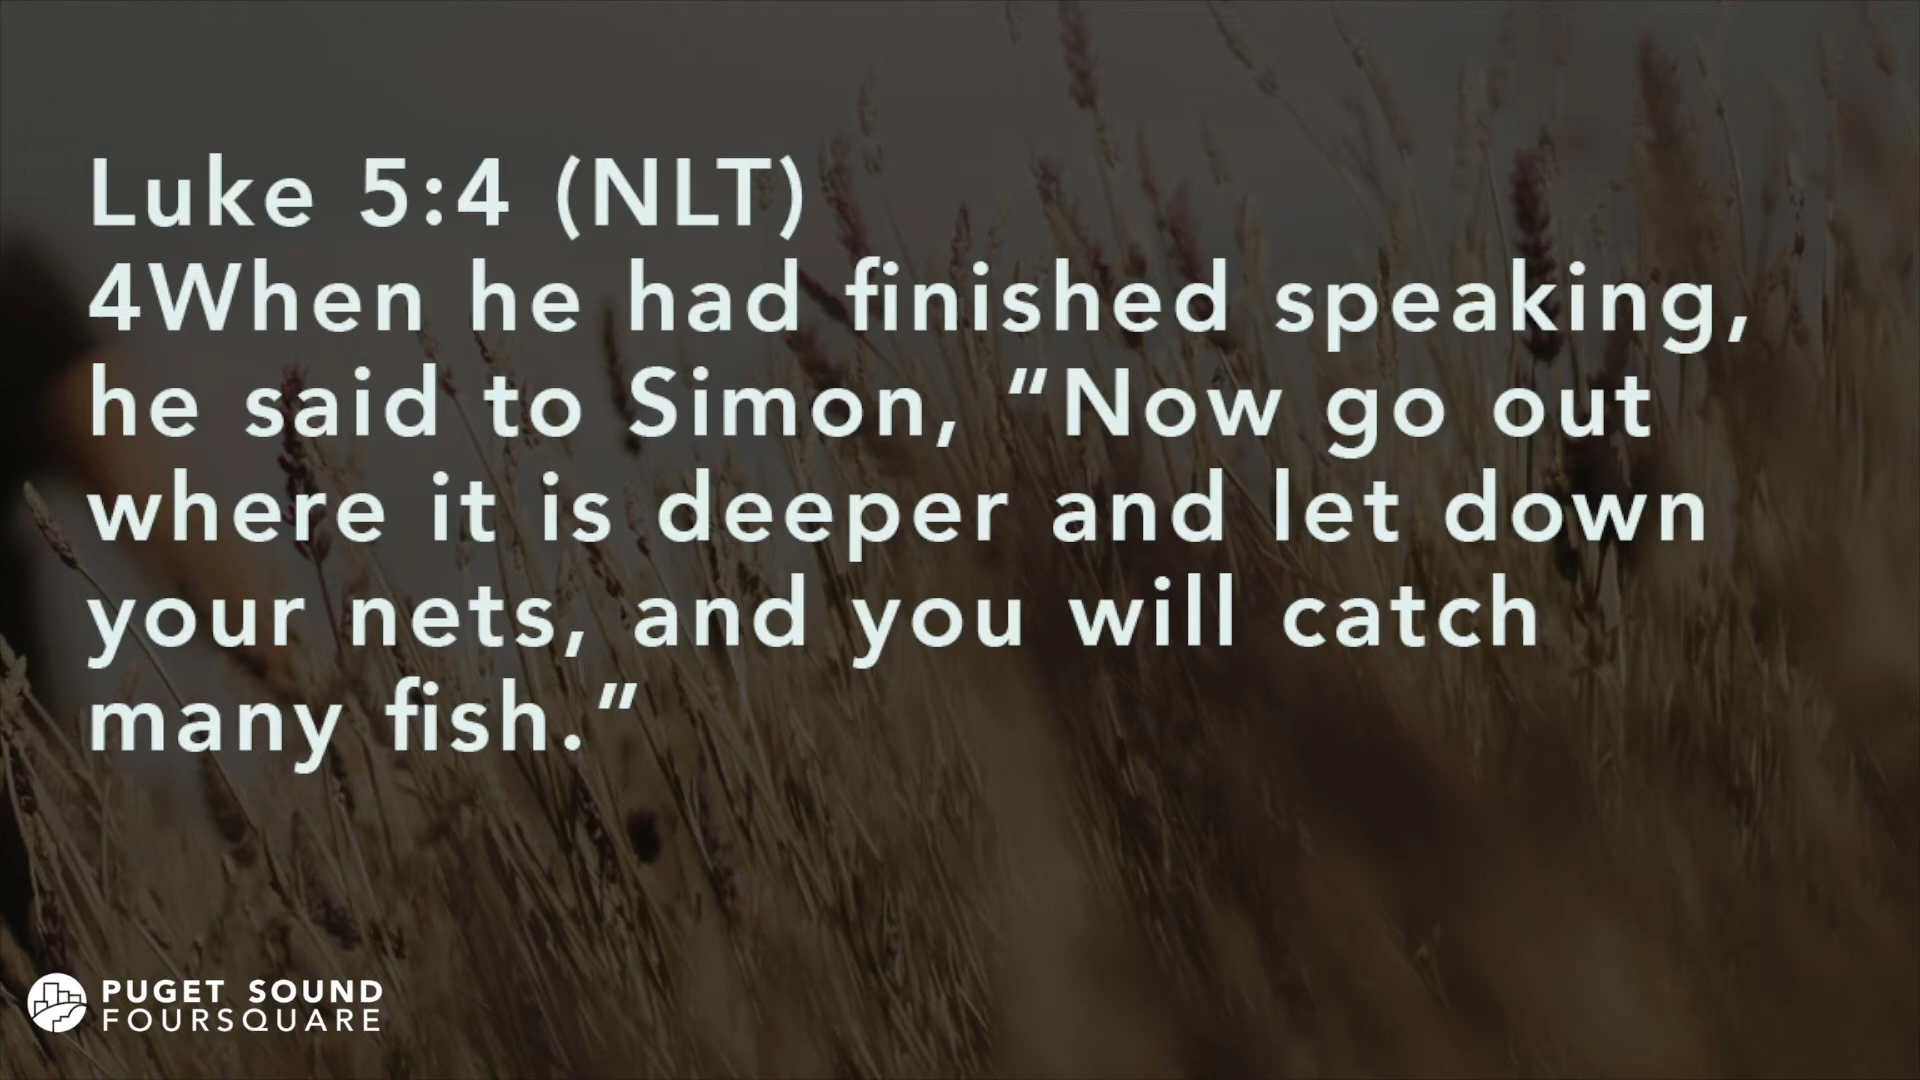 Luke 5:4 (NLT)
4When he had finished speaking,
he said to Simon, “Now go out
where it is deeper and let down
your nets, and you will catch
many fish.”
PUGET SOUND
FOURSQUARE